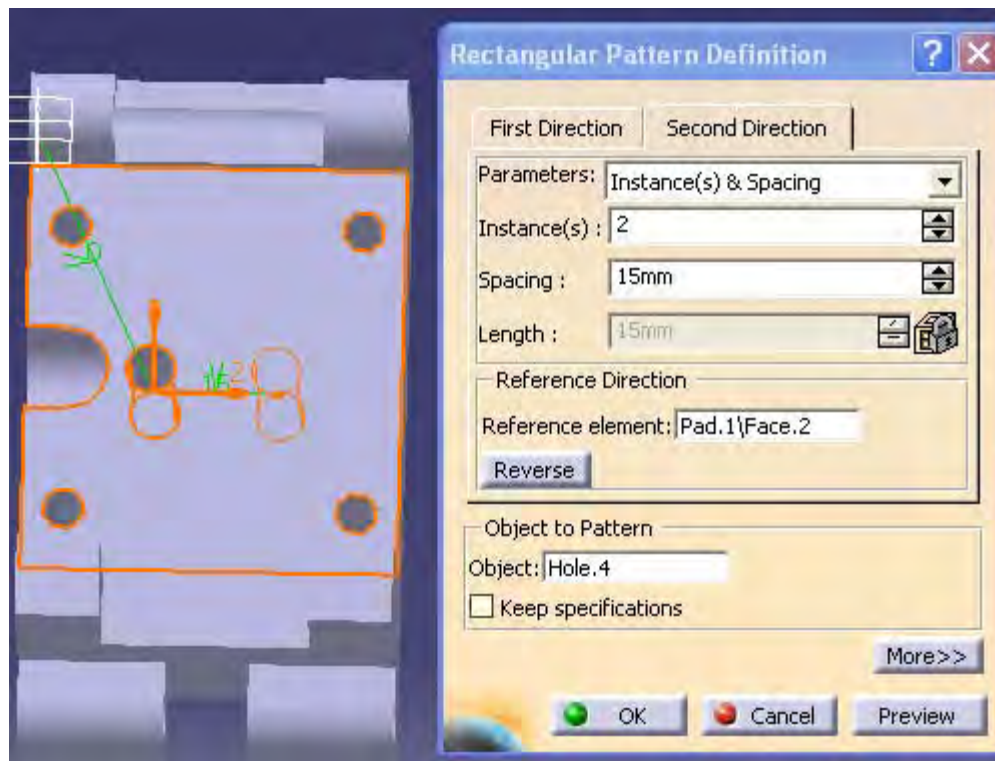 Rectangular Pattern Definition
First Direction
Second Direction
Parameters: Instance(s) & Spacing
Instance(s) : 2
Spacing : 15mm
Length : 15mm
Reference Direction
Reference element: Pad.1\Face.2
Reverse
Object to Pattern
Object: Hole.4
Keep specifications
More>>
OK
Cancel
Preview